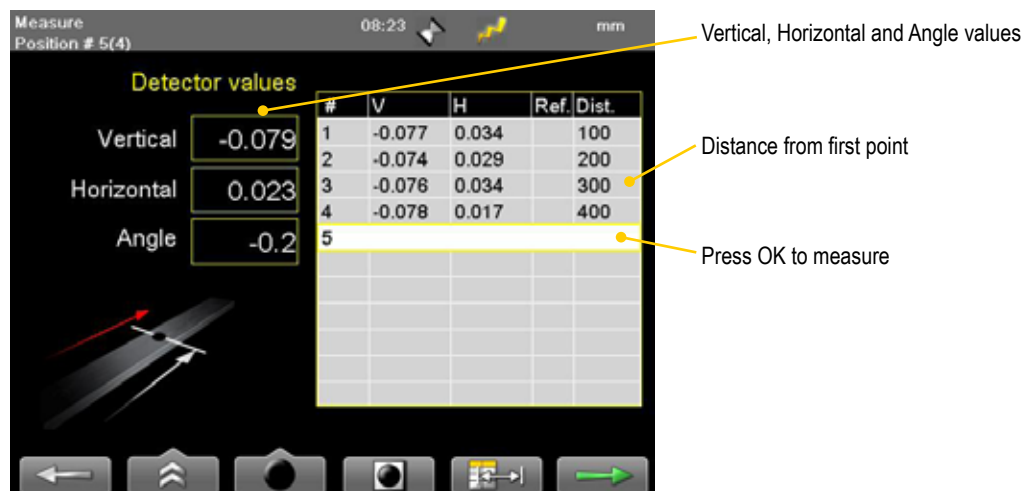 Measure
08:23
mm
Position # 5(4)
Detector values
Vertical -0.079
Horizontal 0.023
Angle -0.2
# V H Ref. Dist.
1 -0.077 0.034 100
2 -0.074 0.029 200
3 -0.076 0.034 300
4 -0.078 0.017 400
5
Vertical, Horizontal and Angle values
Distance from first point
Press OK to measure